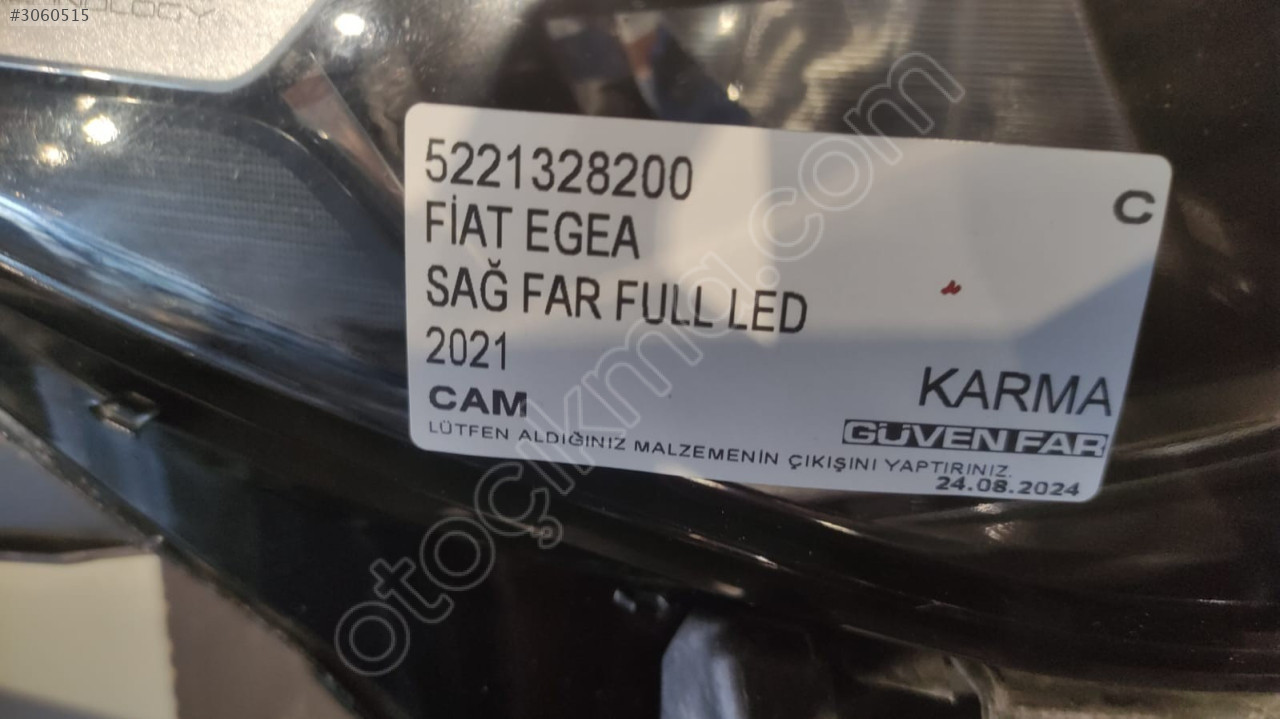 #3060515
OLOGY
5221328200
C
FİAT EGEA
SAĞ FAR FULL LED
2021
KARMA
CAM
GÜVEN FAR
LÜTFEN ALDIĞINIZ MALZEMENİN ÇIKIŞINI YAPTIRINIZ.
24.08.2024
otoçıkma.com